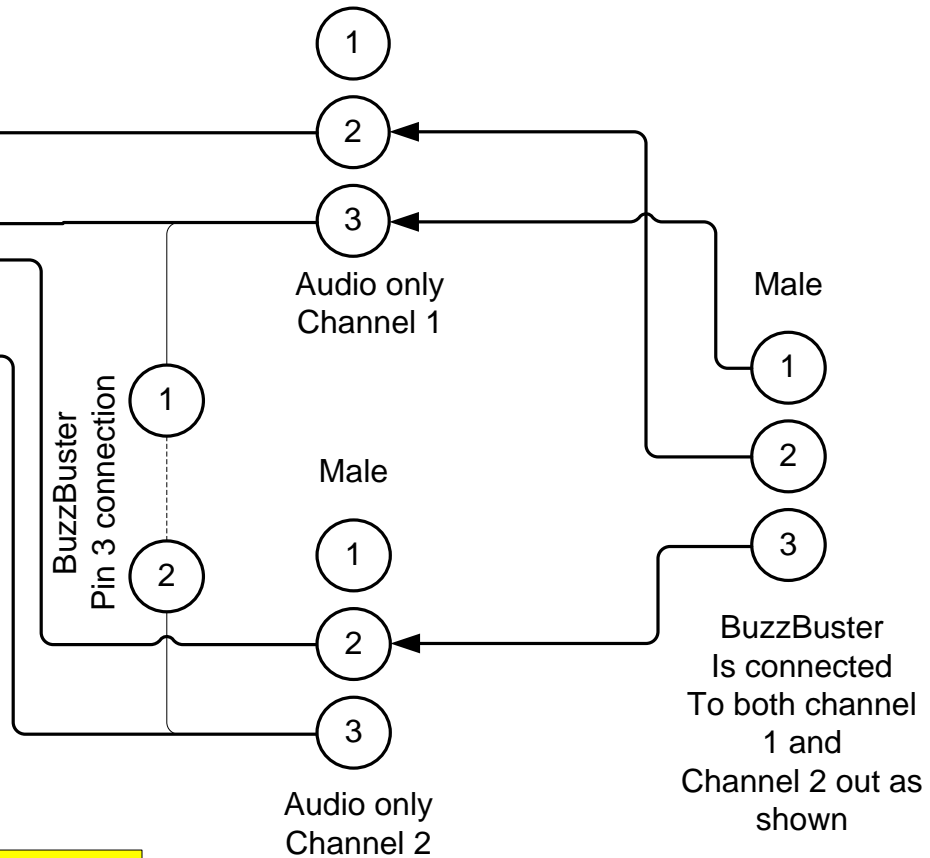 1
2
3
Audio only
Channel 1
BuzzBuster
Pin 3 connection
1
2
Male
1
2
3
Audio only
Channel 2
Male
1
2
3
BuzzBuster
Is connected
To both channel
1 and
Channel 2 out as
shown